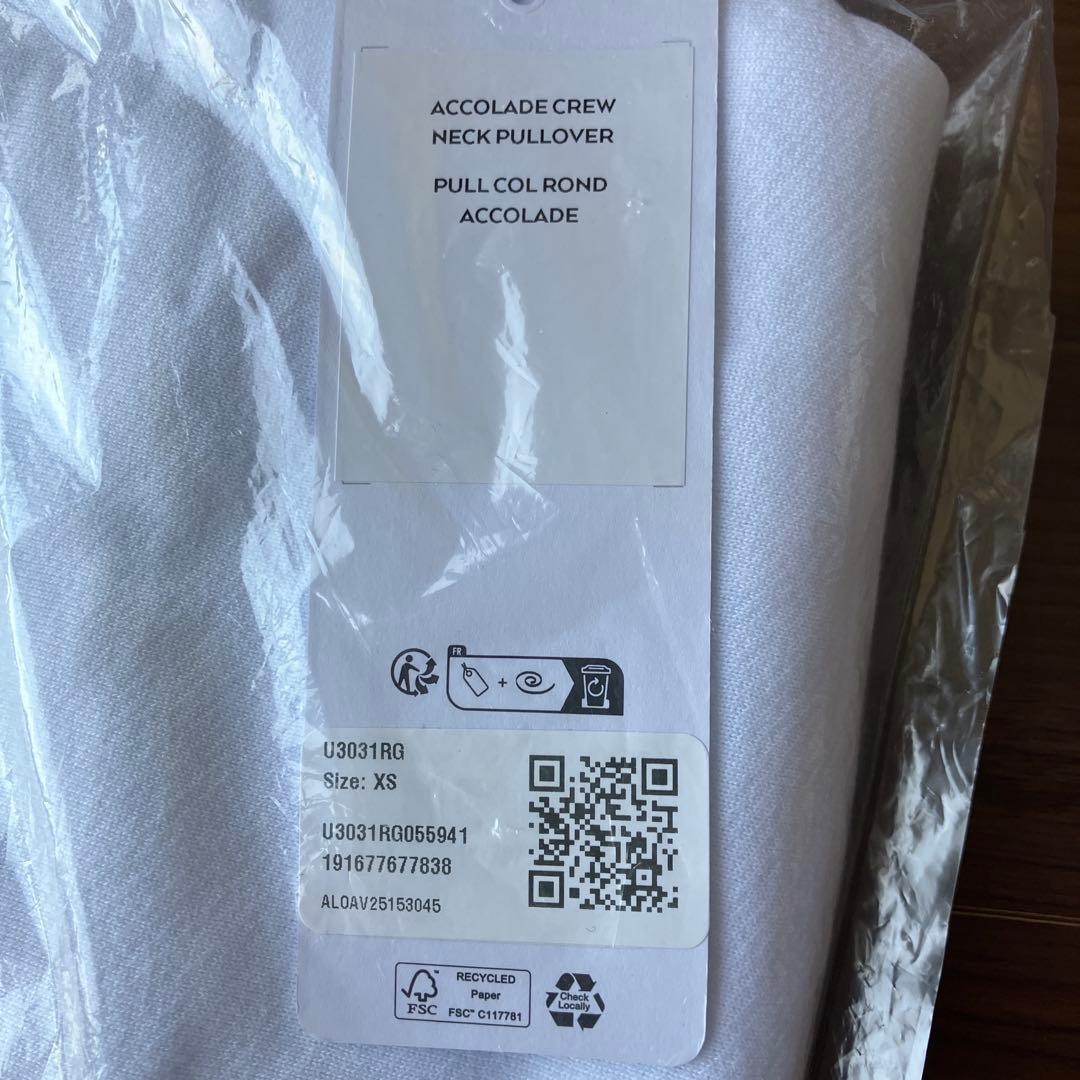 ACCOLADE CREW
NECK PULLOVER
PULL COL ROND
ACCOLADE
FR
+
U3031RG
Size: XS
U3031RG055941
191677677838
ALOAV25153045
RECYCLED
Paper
FSC™ C117781
FSC
Check
Locally